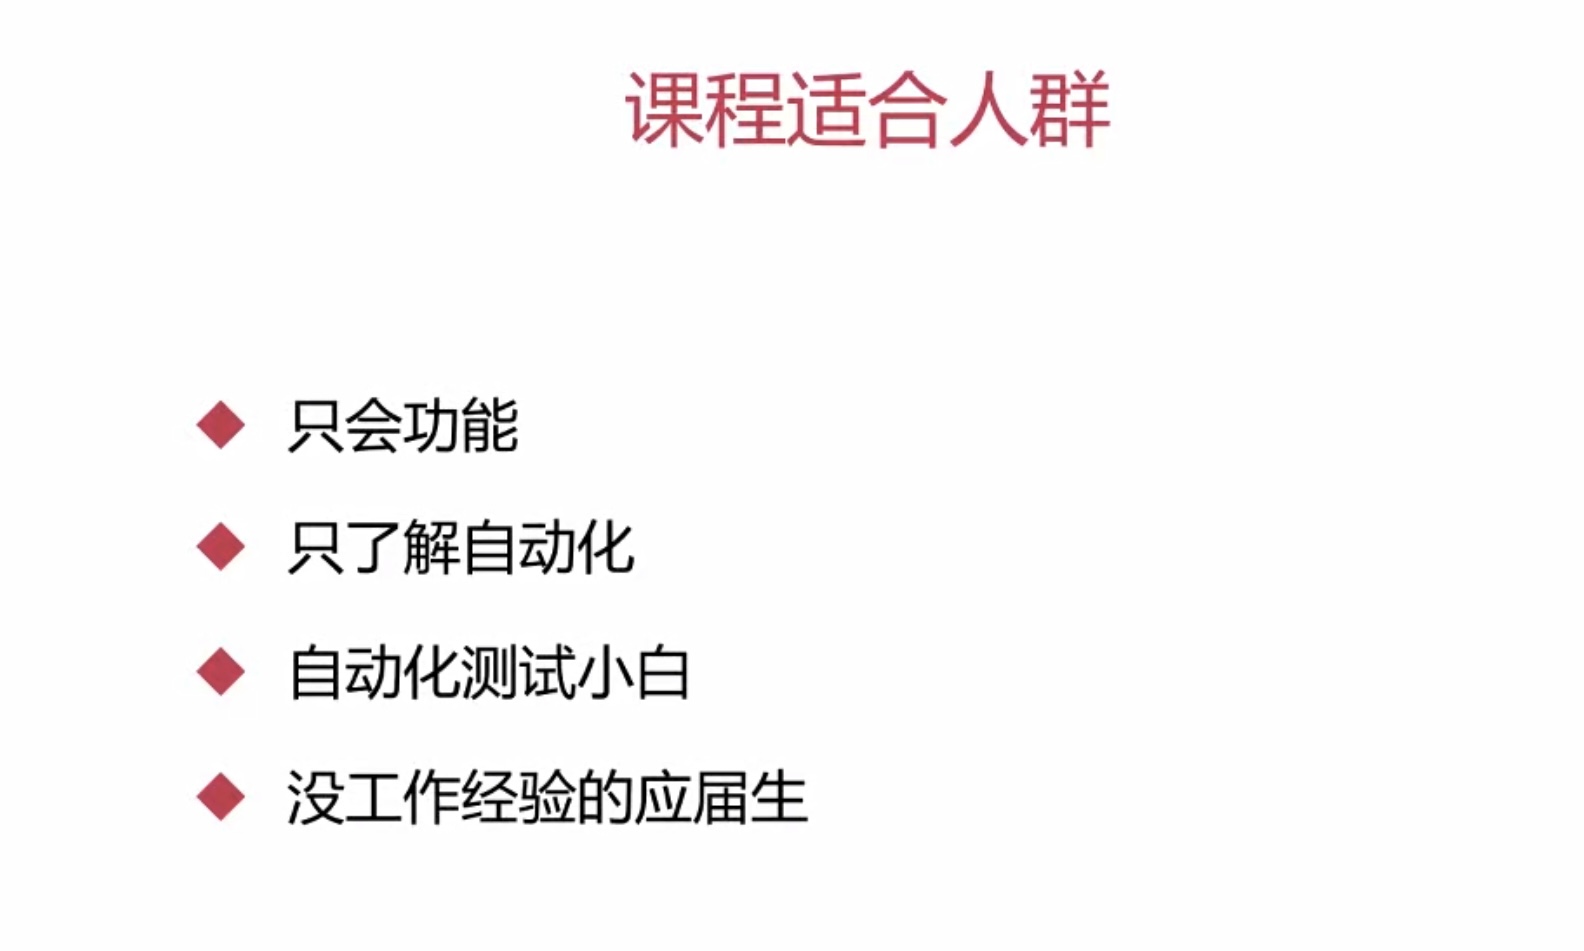 课程适合人群
只会功能
只了解自动化
自动化测试小白
没工作经验的应届生